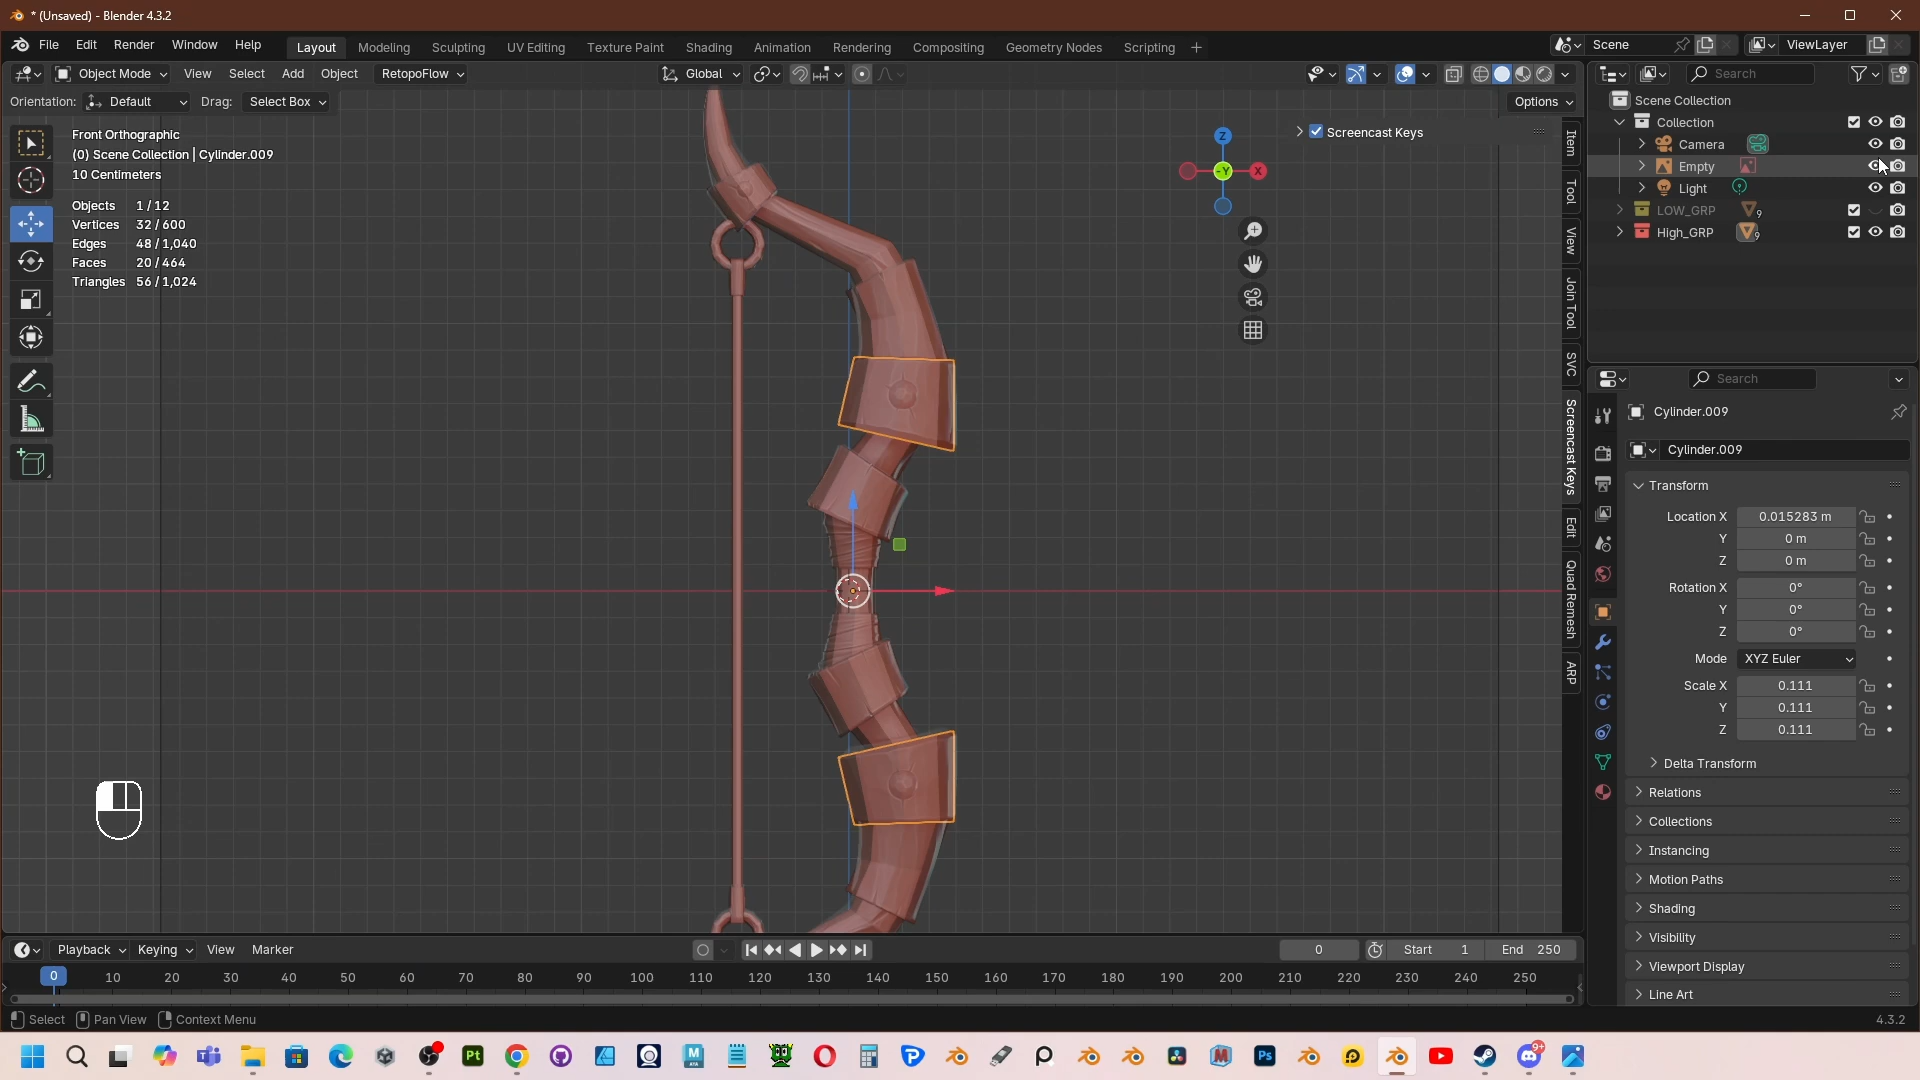 * (Unsaved) - Blender 4.3.2
File Edit Render Window Help Layout Modeling Sculpting UV Editing Texture Paint Shading Animation Rendering Compositing Geometry Nodes Scripting + Scene ViewLayer
Object Mode View Select Add Object RetopoFlow Global Search
Orientation: Default Drag: Select Box Options
Scene Collection
Collection
Camera
Empty
Light
LOW_GRP 9
High_GRP 9
Front Orthographic
(0) Scene Collection | Cylinder.009
10 Centimeters
Objects 1 / 12
Vertices 32 / 600
Edges 48 / 1,040
Faces 20 / 464
Triangles 56 / 1,024
Screencast Keys
Z
-Y
X
Item
Tool
View
Join Tool
SVC
Screencast Keys
Edit
Quad Remesh
ARP
Search
Cylinder.009
Cylinder.009
Transform
Location X 0.015283 m
Y 0 m
Z 0 m
Rotation X 0°
Y 0°
Z 0°
Mode XYZ Euler
Scale X 0.111
Y 0.111
Z 0.111
Delta Transform
Relations
Collections
Instancing
Motion Paths
Shading
Visibility
Viewport Display
Line Art
Playback Keying View Marker 0 Start 1 End 250
0 10 20 30 40 50 60 70 80 90 100 110 120 130 140 150 160 170 180 190 200 210 220 230 240 250
Select Pan View Context Menu 4.3.2
Pt M MAYA Ps 9+